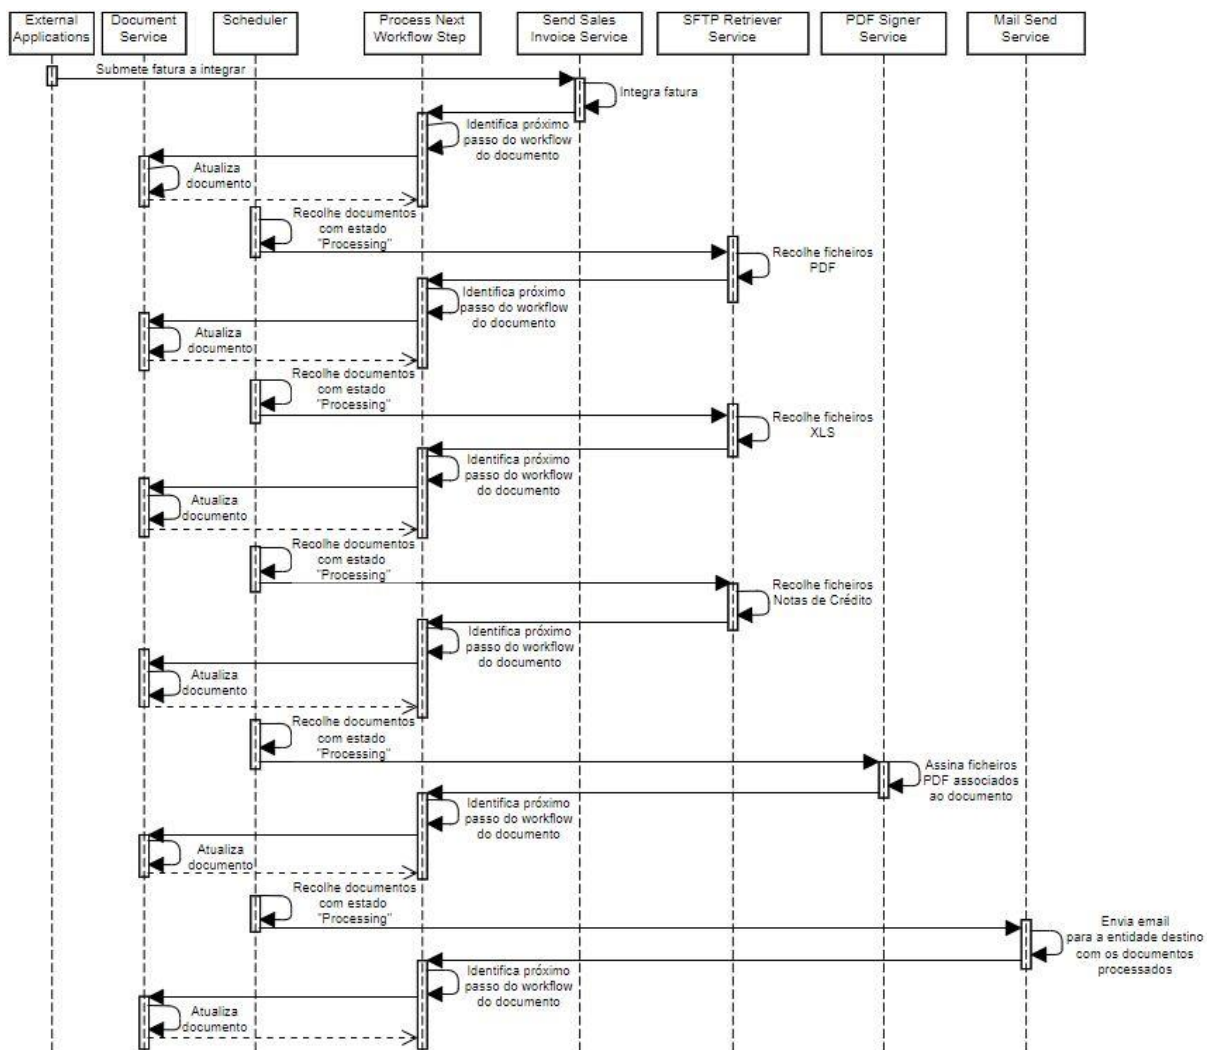 External
Applications
Document
Service
Scheduler
Process Next
Workflow Step
Send Sales
Invoice Service
SFTP Retriever
Service
PDF Signer
Service
Mail Send
Service
Submete fatura a integrar
Integra fatura
Identifica próximo
passo do workflow
do documento
Atualiza
documento
Recolhe documentos
com estado
"Processing"
Recolhe ficheiros
PDF
Identifica próximo
passo do workflow
do documento
Atualiza
documento
Recolhe documentos
com estado
"Processing"
Recolhe ficheiros
XLS
Identifica próximo
passo do workflow
do documento
Atualiza
documento
Recolhe documentos
com estado
"Processing"
Recolhe ficheiros
Notas de Crédito
Identifica próximo
passo do workflow
do documento
Atualiza
documento
Recolhe documentos
com estado
"Processing"
Assina ficheiros
PDF associados
ao documento
Identifica próximo
passo do workflow
do documento
Atualiza
documento
Recolhe documentos
com estado
"Processing"
Envia email
para a entidade destino
com os documentos
processados
Identifica próximo
passo do workflow
do documento
Atualiza
documento